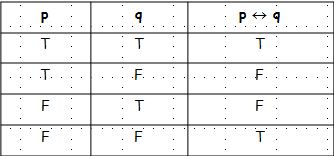 p q p ↔ q
T T T
T F F
F T F
F F T